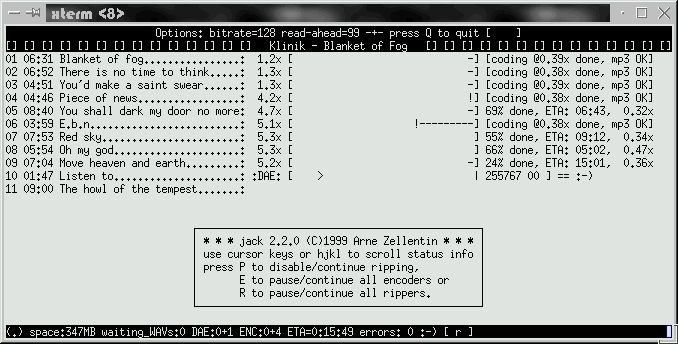 xterm <8>
Options: bitrate=128 read-ahead=99 -+- press Q to quit [    ]
[] [] [] [] [] [] [] [] [] [] [] [] [] [] Klinik - Blanket of Fog [] [] [] [] [] [] [] [] [] [] [] [] []
01 06:31 Blanket of fog................: 1.2x [                    -] [coding @0.39x done, mp3 OK]
02 06:52 There is no time to think.....: 1.3x [                    -] [coding @0.38x done, mp3 OK]
03 04:51 You'd make a saint swear......: 1.3x [                    -] [coding @0.39x done, mp3 OK]
04 04:46 Piece of news.................: 4.2x [                    !] [coding @0.38x done, mp3 OK]
05 08:40 You shall dark my door no more: 4.7x [                    -] 69% done, ETA: 06:43, 0.32x
06 03:59 E.b.n.........................: 5.1x [           !---------] [coding @0.38x done, mp3 OK]
07 07:53 Red sky.......................: 5.3x [                     ] 55% done, ETA: 09:12, 0.34x
08 05:54 Oh my god.....................: 5.3x [                    -] 66% done, ETA: 05:02, 0.47x
09 07:04 Move heaven and earth.........: 5.2x [                    -] 24% done, ETA: 15:01, 0.36x
10 01:47 Listen to.....................: :DAE: [   >                | 255767 00 ] == :-)
11 09:00 The howl of the tempest.......:
* * * jack 2.2.0 (C)1999 Arne Zellentin * * *
use cursor keys or hjkl to scroll status info
press P to disable/continue ripping,
E to pause/continue all encoders or
R to pause/continue all rippers.
(.) space:347MB waiting_WAVs:0 DAE:0+1 ENC:0+4 ETA=0:15:49 errors: 0 :-) [ r ]